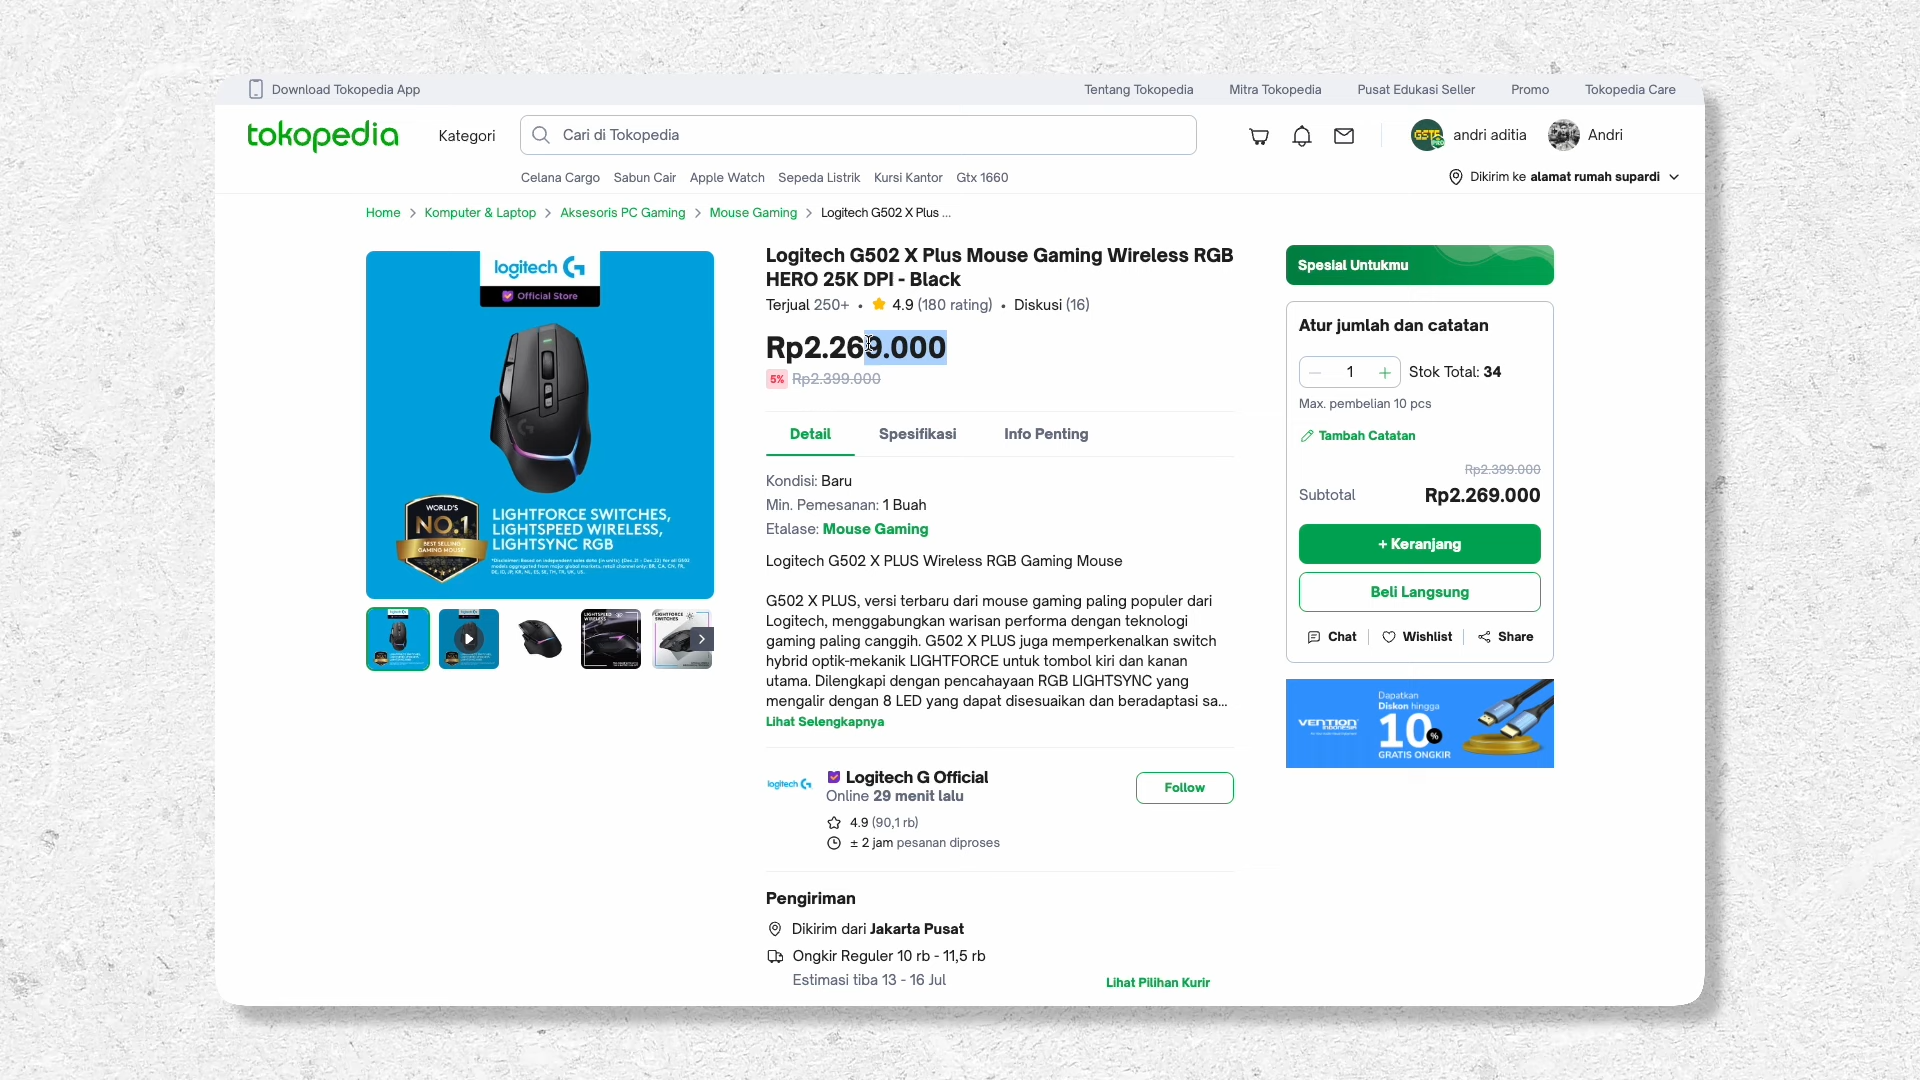 Download Tokopedia App
Tentang Tokopedia
Mitra Tokopedia
Pusat Edukasi Seller
Promo
Tokopedia Care
tokopedia
Kategori
Cari di Tokopedia
GSTF
andri aditia
Andri
Celana Cargo
Sabun Cair
Apple Watch
Sepeda Listrik
Kursi Kantor
Gtx 1660
Dikirim ke alamat rumah supardi
Home
Komputer & Laptop
Aksesoris PC Gaming
Mouse Gaming
Logitech G502 X Plus ...
logitech G
Official Store
WORLD'S
NO.1
BEST SELLING
GAMING MOUSE*
LIGHTFORCE SWITCHES,
LIGHTSPEED WIRELESS,
LIGHTSYNC RGB
Logitech G502 X Plus Mouse Gaming Wireless RGB
HERO 25K DPI - Black
Terjual 250+ • 4.9 (180 rating) • Diskusi (16)
Rp2.269.000
5% Rp2.399.000
Detail
Spesifikasi
Info Penting
Kondisi: Baru
Min. Pemesanan: 1 Buah
Etalase: Mouse Gaming
Logitech G502 X PLUS Wireless RGB Gaming Mouse
G502 X PLUS, versi terbaru dari mouse gaming paling populer dari
Logitech, menggabungkan warisan performa dengan teknologi
gaming paling canggih. G502 X PLUS juga memperkenalkan switch
hybrid optik-mekanik LIGHTFORCE untuk tombol kiri dan kanan
utama. Dilengkapi dengan pencahayaan RGB LIGHTSYNC yang
mengalir dengan 8 LED yang dapat disesuaikan dan beradaptasi sa...
Lihat Selengkapnya
logitech G
Logitech G Official
Online 29 menit lalu
4.9 (90,1 rb)
± 2 jam pesanan diproses
Follow
Pengiriman
Dikirim dari Jakarta Pusat
Ongkir Reguler 10 rb - 11,5 rb
Estimasi tiba 13 - 16 Jul
Lihat Pilihan Kurir
Spesial Untukmu
Atur jumlah dan catatan
1
Stok Total: 34
Max. pembelian 10 pcs
Tambah Catatan
Rp2.399.000
Subtotal
Rp2.269.000
+ Keranjang
Beli Langsung
Chat
Wishlist
Share
VENTION
INDONESIA
Dapatkan
Diskon hingga
10%
GRATIS ONGKIR